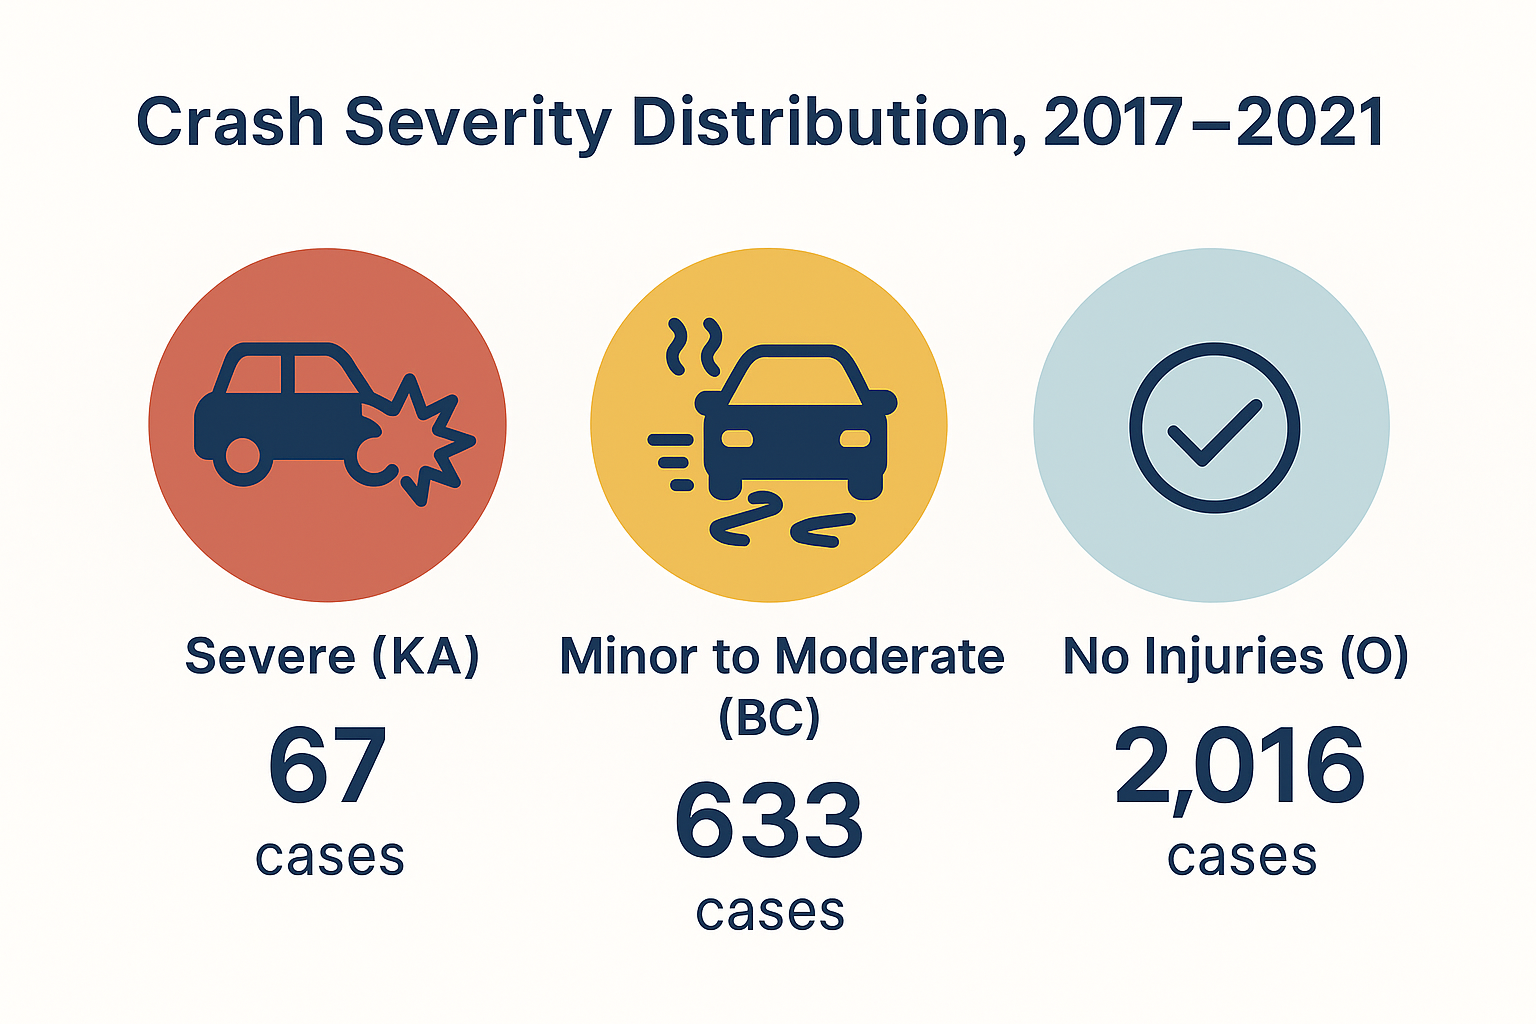 Crash Severity Distribution, 2017–2021
Severe (KA)
67
cases
Minor to Moderate
(BC)
633
cases
No Injuries (O)
2,016
cases